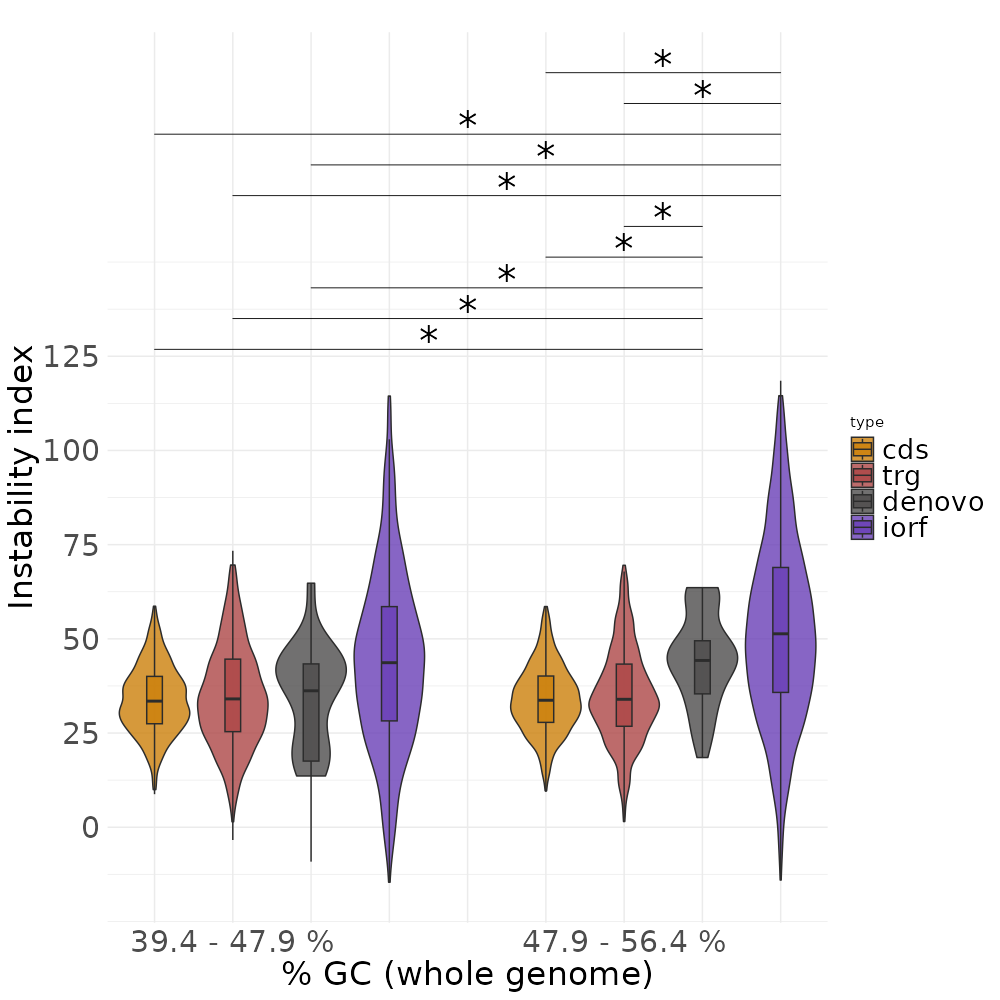 *
*
*
*
*
*
*
*
*
*
Instability index
125
100
75
50
25
0
39.4 - 47.9 %
47.9 - 56.4 %
% GC (whole genome)
type
cds
trg
denovo
iorf